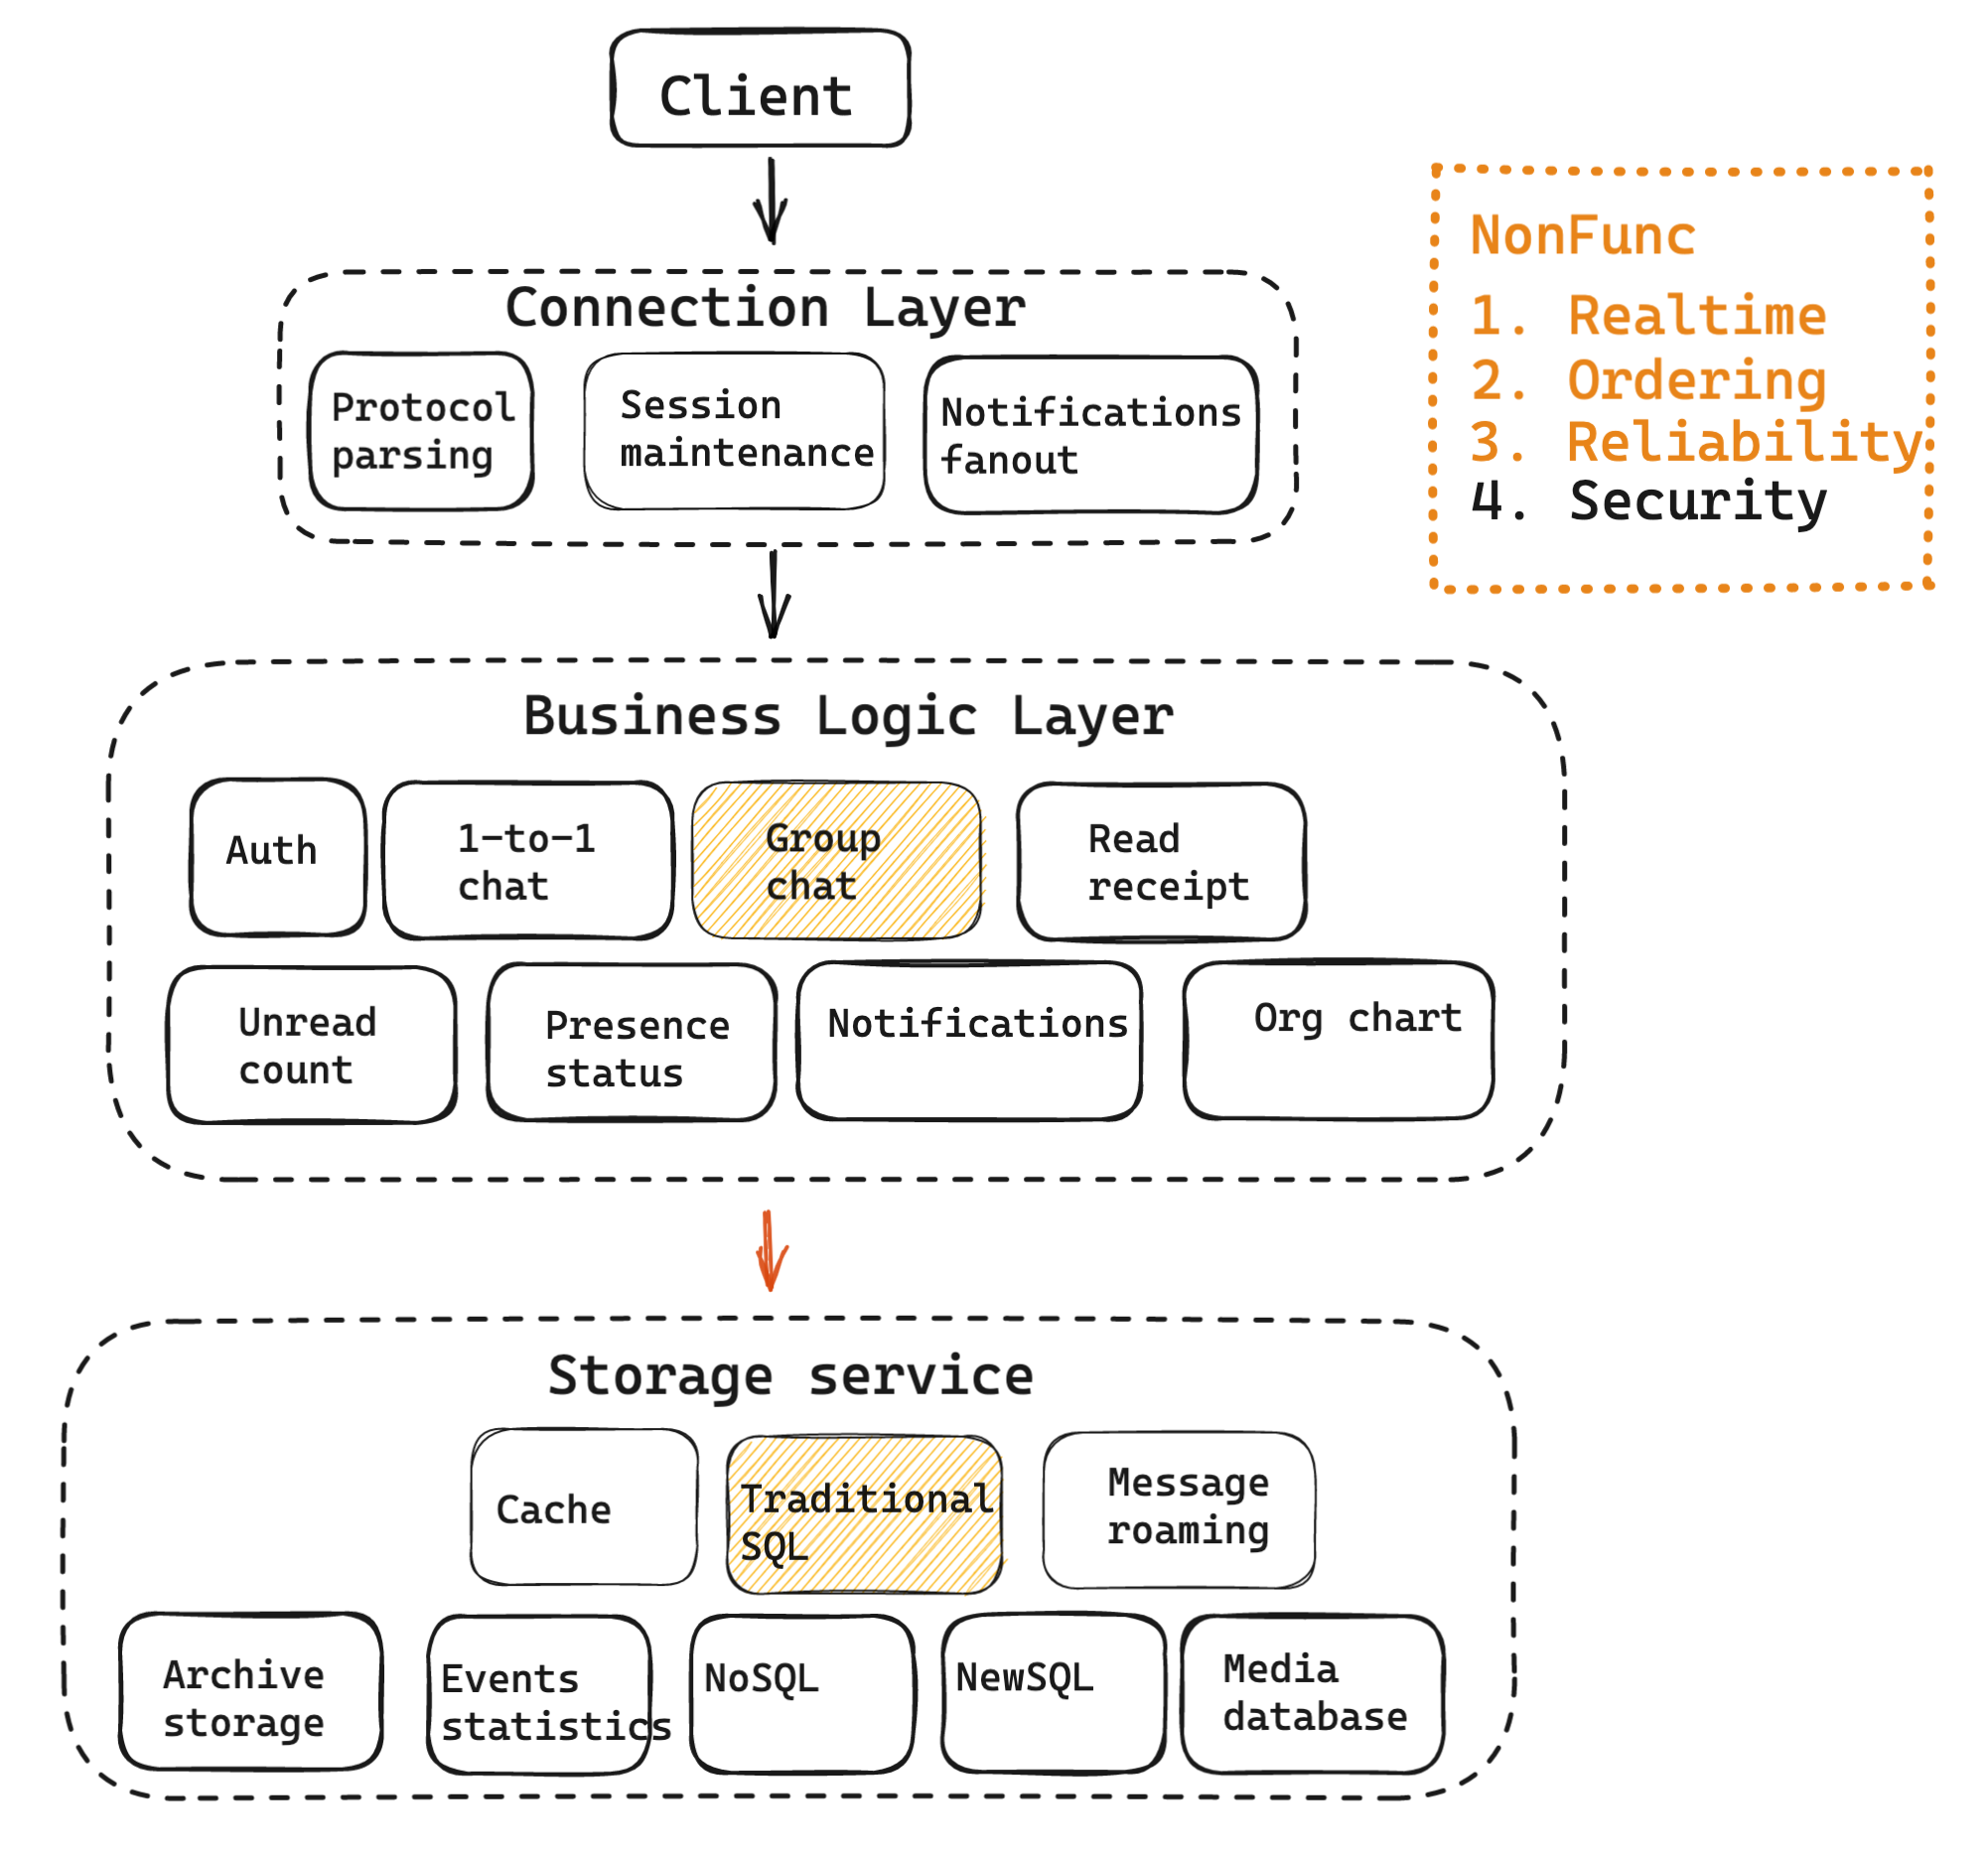 Client
NonFunc
1. Realtime
2. Ordering
3. Reliability
4. Security
Connection Layer
Protocol
parsing
Session
maintenance
Notifications
fanout
Business Logic Layer
Auth
1-to-1
chat
Group
chat
Read
receipt
Unread
count
Presence
status
Notifications
Org chart
Storage service
Cache
Traditional
SQL
Message
roaming
Archive
storage
Events
statistics
NoSQL
NewSQL
Media
database